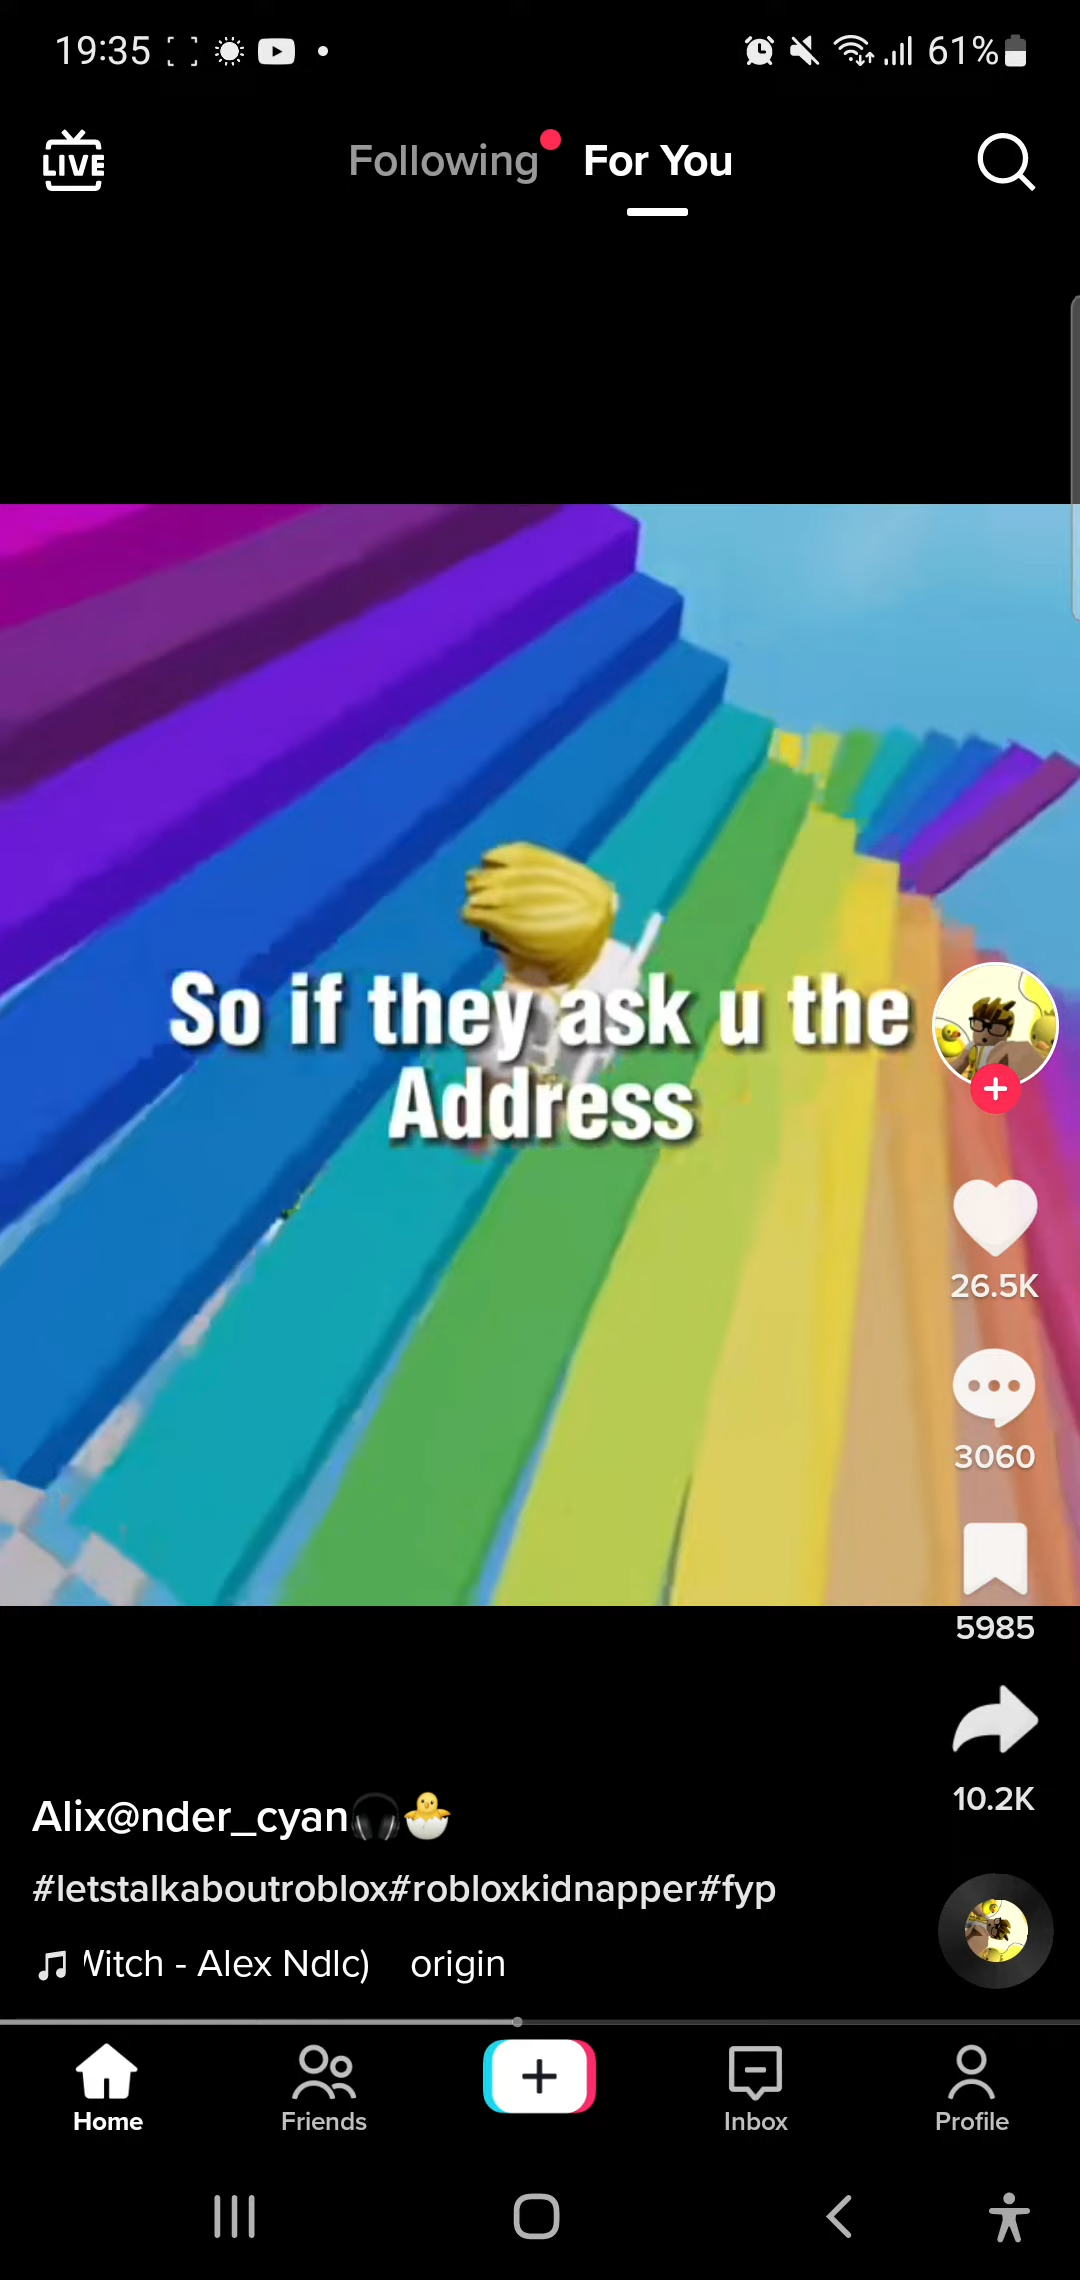 19:35
61%
LIVE
Following
For You
So if they ask u the
Address
26.5K
3060
5985
10.2K
Alix@nder_cyan🎧🐣
#letstalkaboutroblox#robloxkidnapper#fyp
Witch - Alex Ndlc) origin
Home
Friends
Inbox
Profile